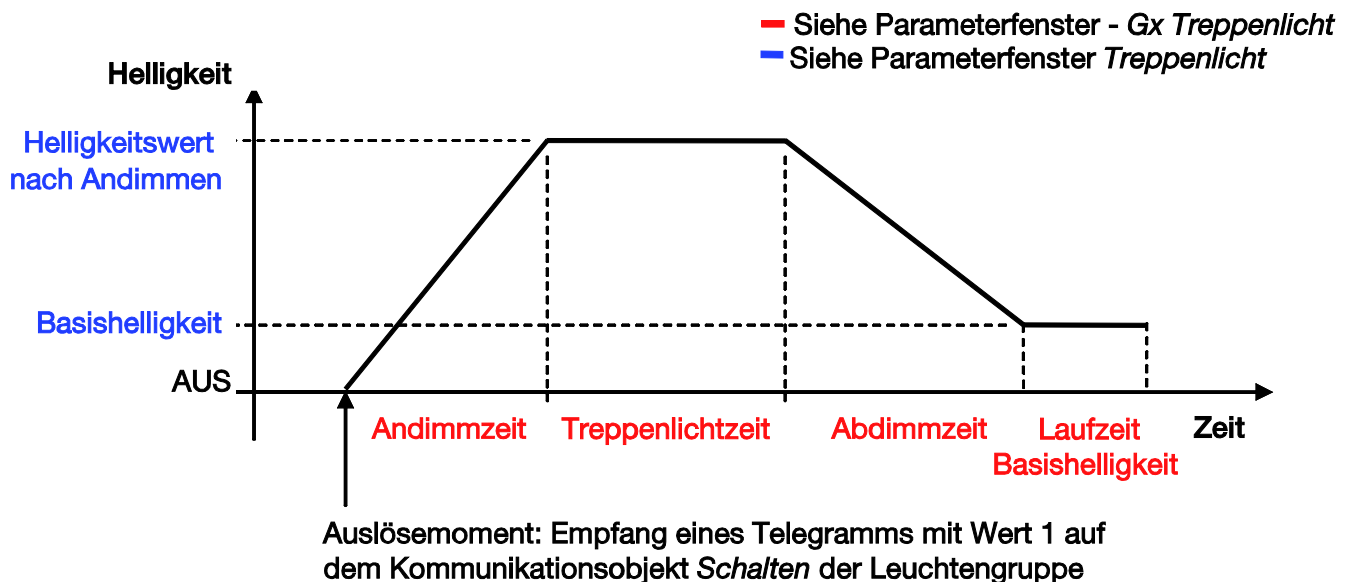 Siehe Parameterfenster - Gx Treppenlicht
Siehe Parameterfenster Treppenlicht
Helligkeit
Helligkeitswert
nach Andimmen
Basishelligkeit
AUS
Andimmzeit
Treppenlichtzeit
Abdimmzeit
Laufzeit
Basishelligkeit
Zeit
Auslösemoment: Empfang eines Telegramms mit Wert 1 auf
dem Kommunikationsobjekt Schalten der Leuchtengruppe